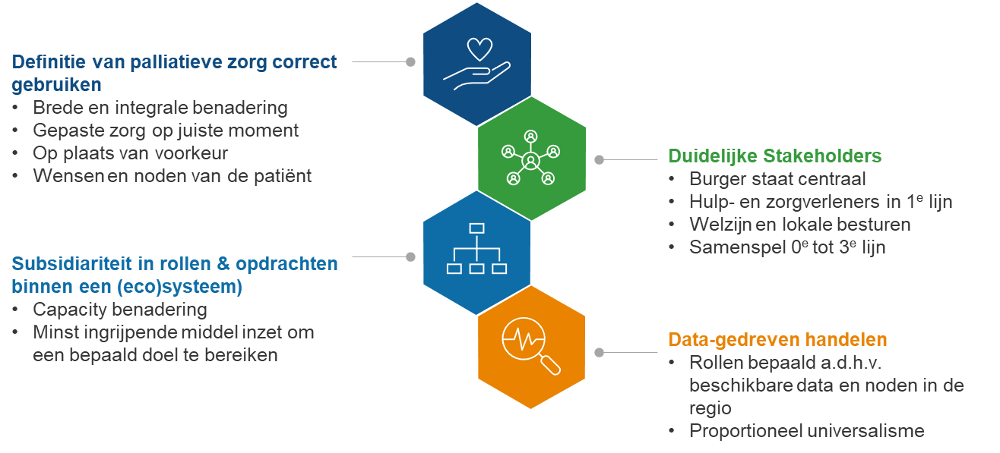 Definitie van palliatieve zorg correct
gebruiken
• Brede en integrale benadering
• Gepaste zorg op juiste moment
• Op plaats van voorkeur
• Wensen en noden van de patiënt
Duidelijke Stakeholders
• Burger staat centraal
• Hulp- en zorgverleners in 1e lijn
• Welzijn en lokale besturen
• Samenspel 0e tot 3e lijn
Subsidiariteit in rollen & opdrachten
binnen een (eco)systeem)
• Capacity benadering
• Minst ingrijpende middel inzet om
een bepaald doel te bereiken
Data-gedreven handelen
• Rollen bepaald a.d.h.v.
beschikbare data en noden in de
regio
• Proportioneel universalisme